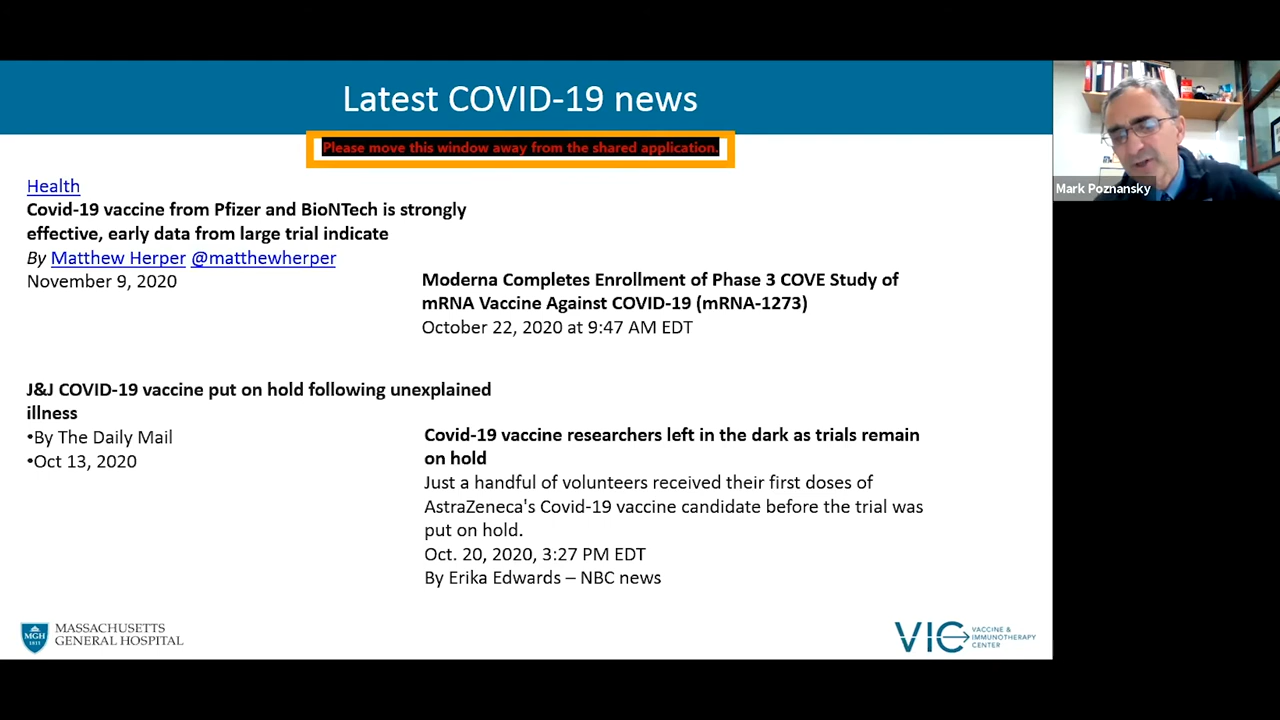 Latest COVID-19 news
Please move this window away from the shared application.
Mark Poznansky
Health
Covid-19 vaccine from Pfizer and BioNTech is strongly
effective, early data from large trial indicate
By Matthew Herper @matthewherper
November 9, 2020
Moderna Completes Enrollment of Phase 3 COVE Study of
mRNA Vaccine Against COVID-19 (mRNA-1273)
October 22, 2020 at 9:47 AM EDT
J&J COVID-19 vaccine put on hold following unexplained
illness
•By The Daily Mail
•Oct 13, 2020
Covid-19 vaccine researchers left in the dark as trials remain
on hold
Just a handful of volunteers received their first doses of
AstraZeneca's Covid-19 vaccine candidate before the trial was
put on hold.
Oct. 20, 2020, 3:27 PM EDT
By Erika Edwards – NBC news
MGH
1811
MASSACHUSETTS
GENERAL HOSPITAL
VIC
VACCINE &
IMMUNOTHERAPY
CENTER